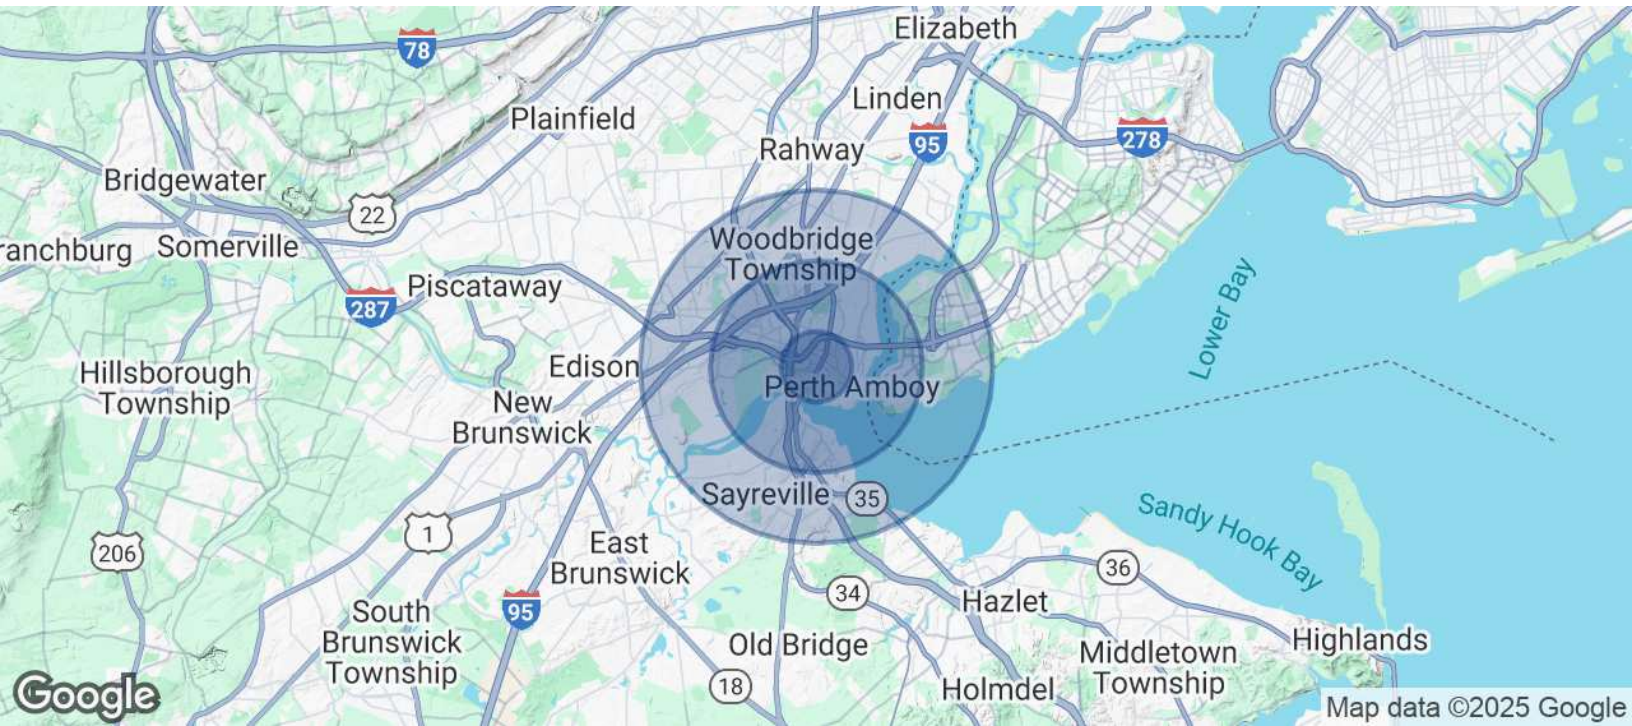 Elizabeth
78
Linden
Plainfield
95
278
Rahway
Bridgewater
22
ranchburg
Somerville
Woodbridge
Township
Piscataway
287
Lower Bay
Edison
Hillsborough
Township
Perth Amboy
New
Brunswick
Sayreville
35
Sandy Hook Bay
1
206
East
Brunswick
36
34
95
Hazlet
South
Brunswick
Township
Old Bridge
Highlands
Middletown
Township
18
Holmdel
Google
Map data ©2025 Google